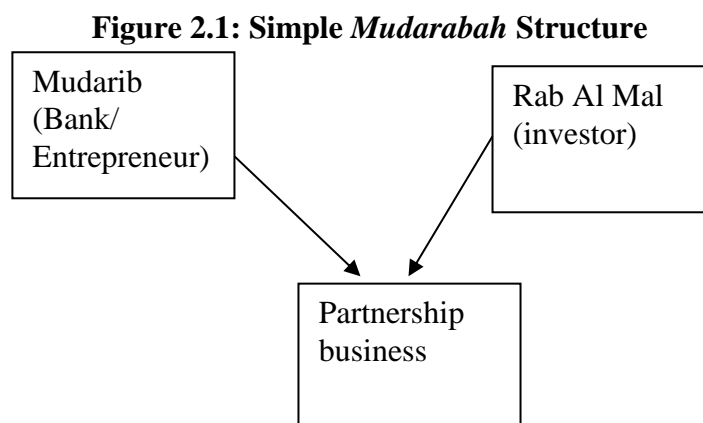 Figure 2.1: Simple Mudarabah Structure
Mudarib
(Bank/
Entrepreneur)
Rab Al Mal
(investor)
Partnership
business